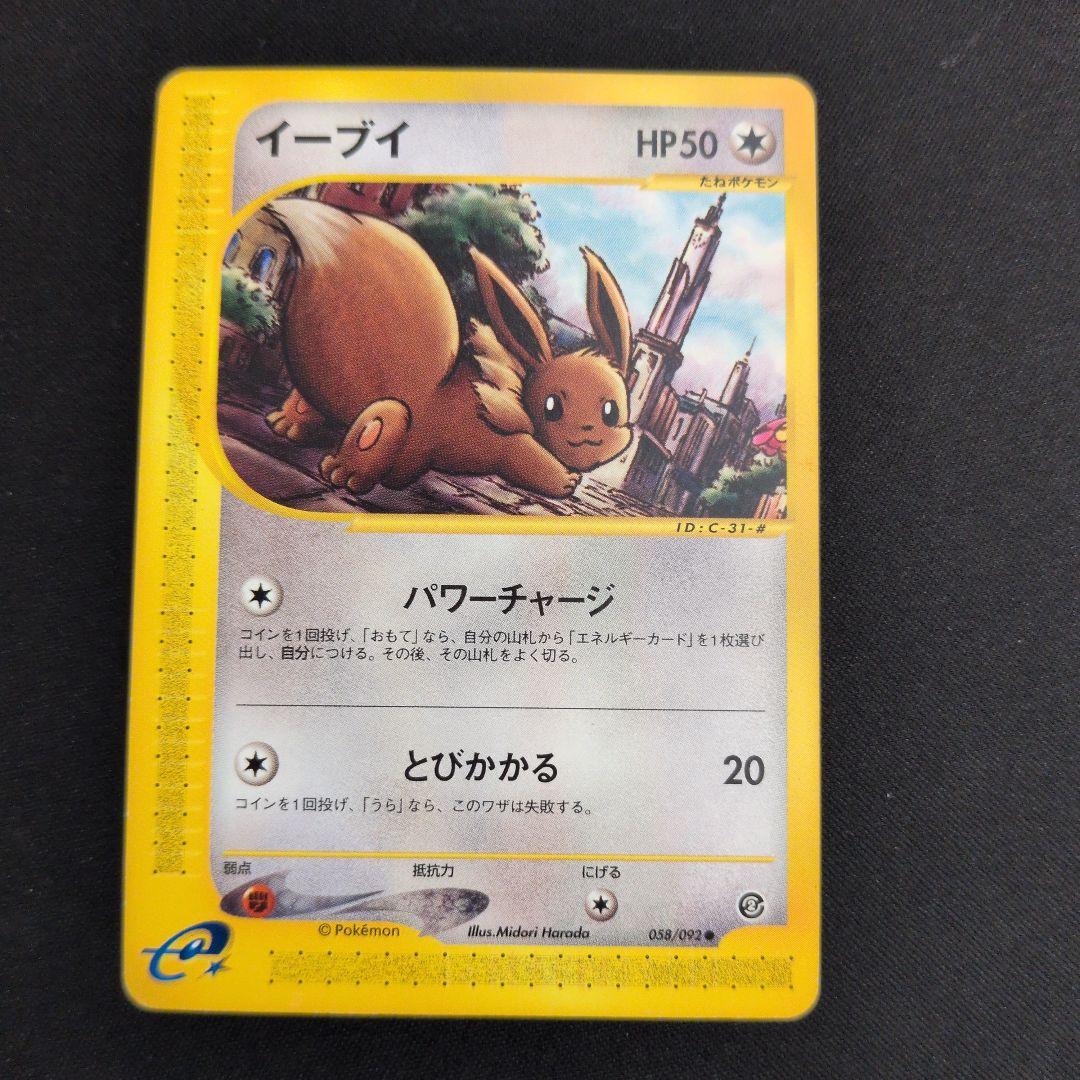 イーブイ HP50
たねポケモン
ID:C-31-#
パワーチャージ
コインを1回投げ、「おもて」なら、自分の山札から「エネルギーカード」を1枚選び
出し、自分につける。その後、その山札をよく切る。
とびかかる 20
コインを1回投げ、「うら」なら、このワザは失敗する。
弱点 抵抗力 にげる
© Pokémon Illus.Midori Harada 058/092 ●
e